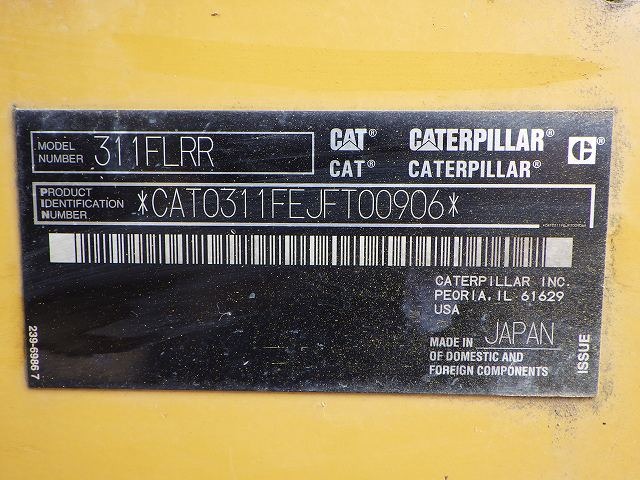 MODEL NUMBER 311FLRR
CAT® CATERPILLAR® C®
CAT® CATERPILLAR®
PRODUCT IDENTIFICATION NUMBER *CAT0311FEJFT00906*
CATERPILLAR INC.
PEORIA, IL 61629
USA
MADE IN JAPAN
OF DOMESTIC AND
FOREIGN COMPONENTS
239-6986 7
ISSUE